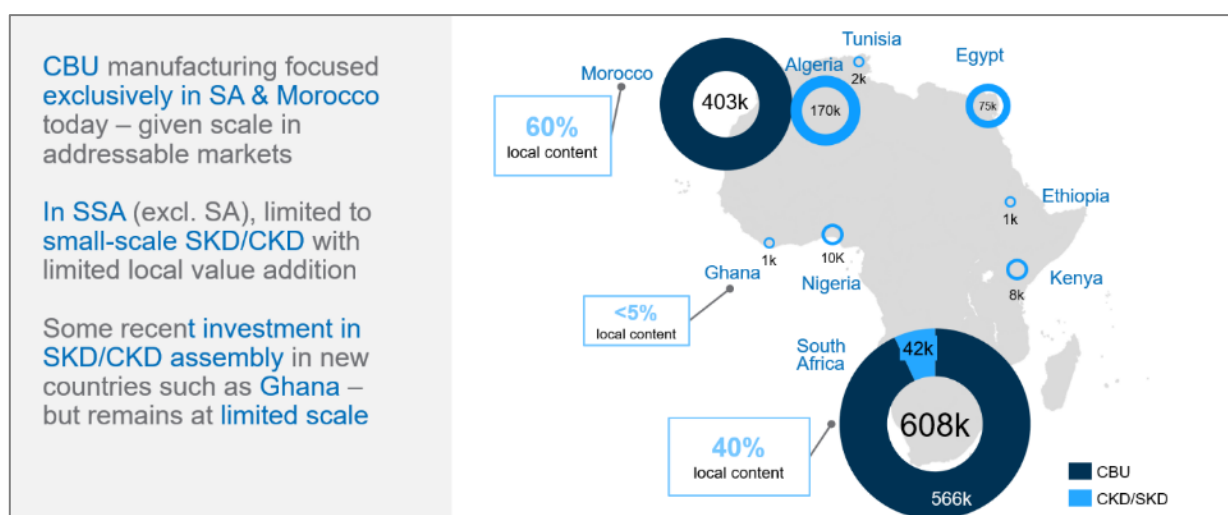 CBU manufacturing focused
exclusively in SA & Morocco
today – given scale in
addressable markets
In SSA (excl. SA), limited to
small-scale SKD/CKD with
limited local value addition
Some recent investment in
SKD/CKD assembly in new
countries such as Ghana –
but remains at limited scale
Tunisia
2k
Egypt
75k
Morocco
403k
Algeria
170k
60%
local content
Ethiopia
1k
Ghana
1k
Nigeria
10K
Kenya
8k
<5%
local content
South
Africa
42k
608k
566k
40%
local content
CBU
CKD/SKD